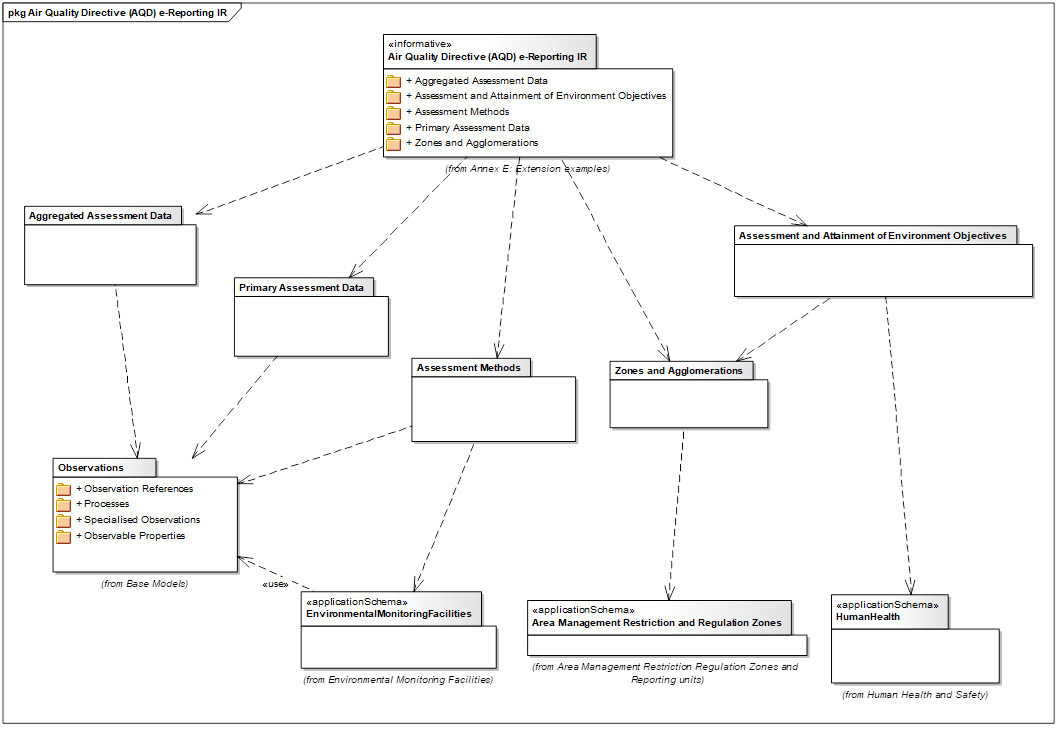 pkg Air Quality Directive (AQD) e-Reporting IR
«informative»
Air Quality Directive (AQD) e-Reporting IR
+ Aggregated Assessment Data
+ Assessment and Attainment of Environment Objectives
+ Assessment Methods
+ Primary Assessment Data
+ Zones and Agglomerations
(from Annex E: Extension examples)
Aggregated Assessment Data
Assessment and Attainment of Environment Objectives
Primary Assessment Data
Assessment Methods
Zones and Agglomerations
Observations
+ Observation References
+ Processes
+ Specialised Observations
+ Observable Properties
(from Base Models)
«use»
«applicationSchema»
EnvironmentalMonitoringFacilities
(from Environmental Monitoring Facilities)
«applicationSchema»
Area Management Restriction and Regulation Zones
(from Area Management Restriction Regulation Zones and
Reporting units)
«applicationSchema»
HumanHealth
(from Human Health and Safety)